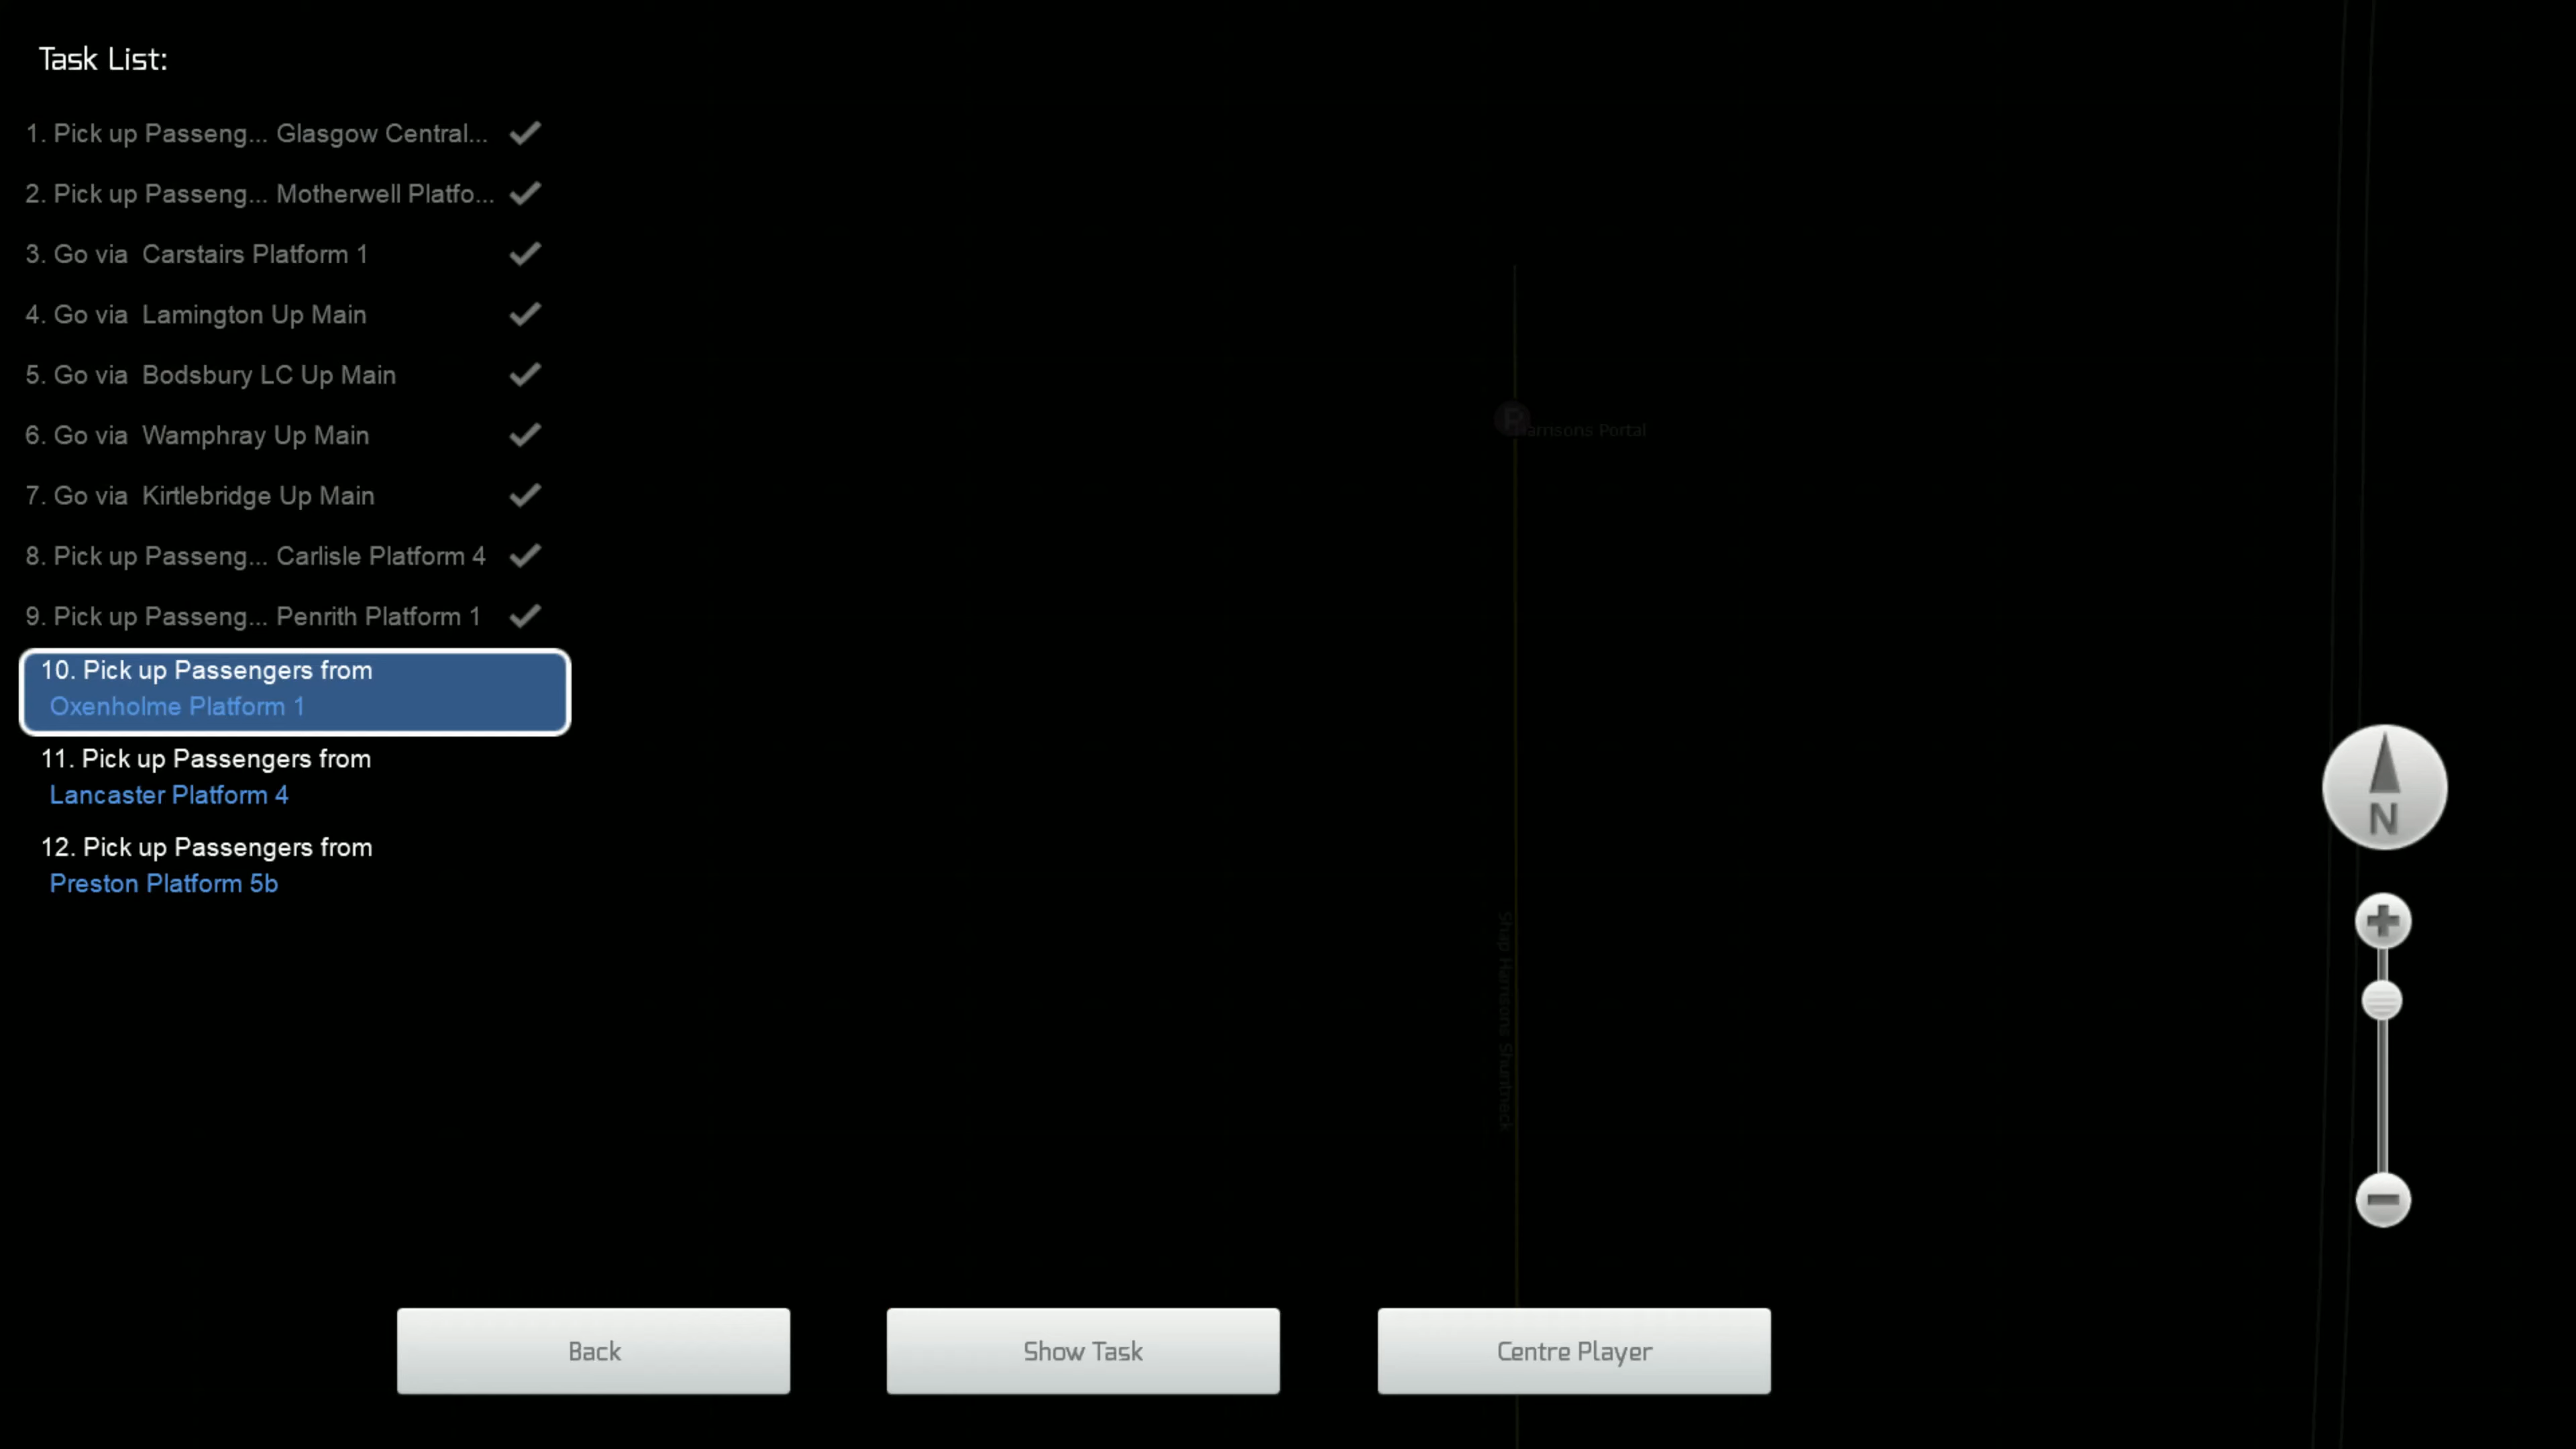 Task List:
1. Pick up Passeng... Glasgow Central...
2. Pick up Passeng... Motherwell Platfo...
3. Go via Carstairs Platform 1
4. Go via Lamington Up Main
5. Go via Bodsbury LC Up Main
6. Go via Wamphray Up Main
7. Go via Kirtlebridge Up Main
8. Pick up Passeng... Carlisle Platform 4
9. Pick up Passeng... Penrith Platform 1
10. Pick up Passengers from
Oxenholme Platform 1
11. Pick up Passengers from
Lancaster Platform 4
12. Pick up Passengers from
Preston Platform 5b
P
Portal
Shap
N
Back
Show Task
Centre Player